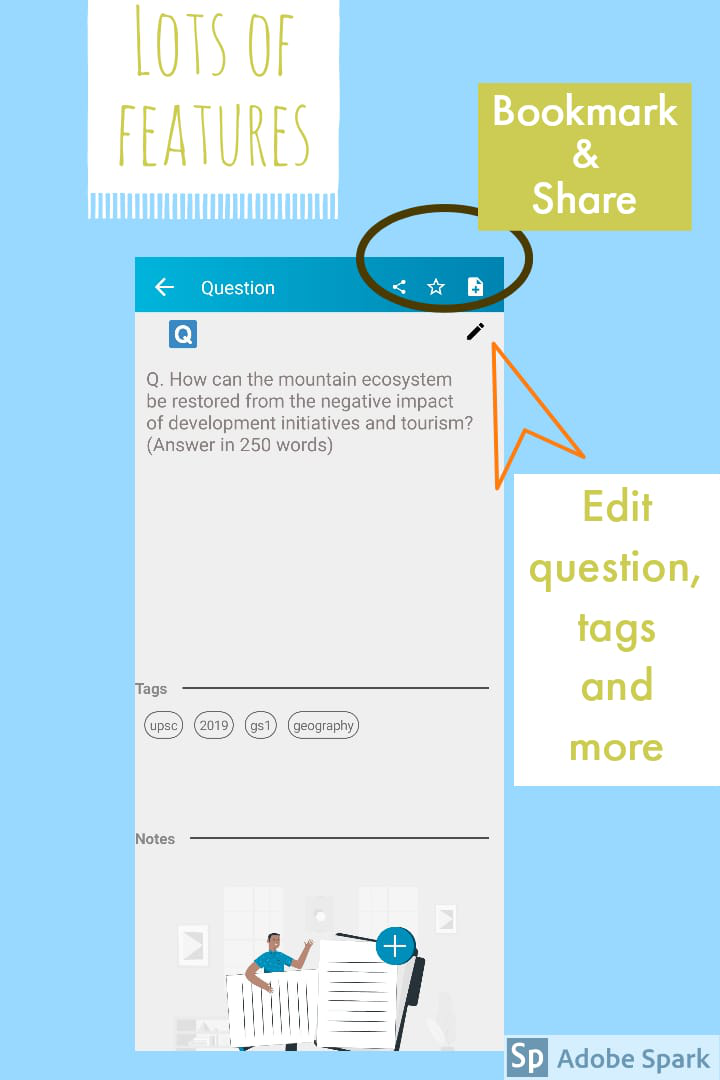 LOTS OF
FEATURES
Bookmark
&
Share
Question
Q
Q. How can the mountain ecosystem
be restored from the negative impact
of development initiatives and tourism?
(Answer in 250 words)
Edit
question,
tags
and
more
Tags
upsc 2019 gs1 geography
Notes
Sp Adobe Spark